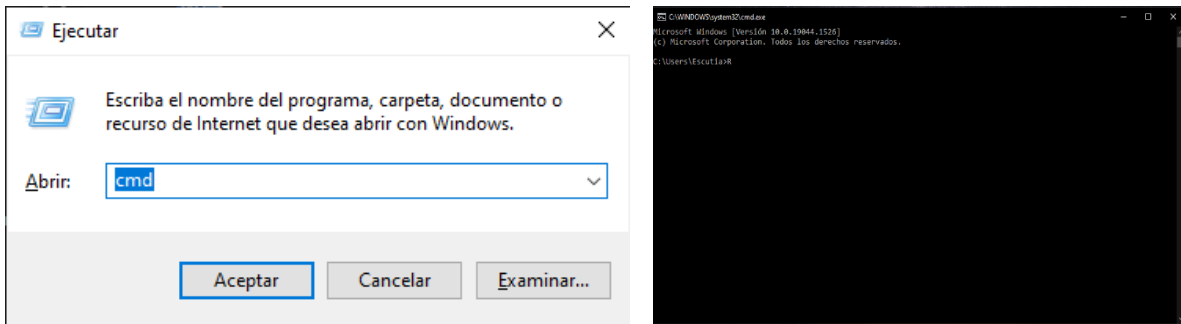 Ejecutar
Escriba el nombre del programa, carpeta, documento o
recurso de Internet que desea abrir con Windows.
Abrir:
cmd
Aceptar
Cancelar
Examinar...
C:\WINDOWS\system32\cmd.exe
Microsoft Windows [Versión 10.0.19044.1526]
(c) Microsoft Corporation. Todos los derechos reservados.
C:\Users\Escutia>R